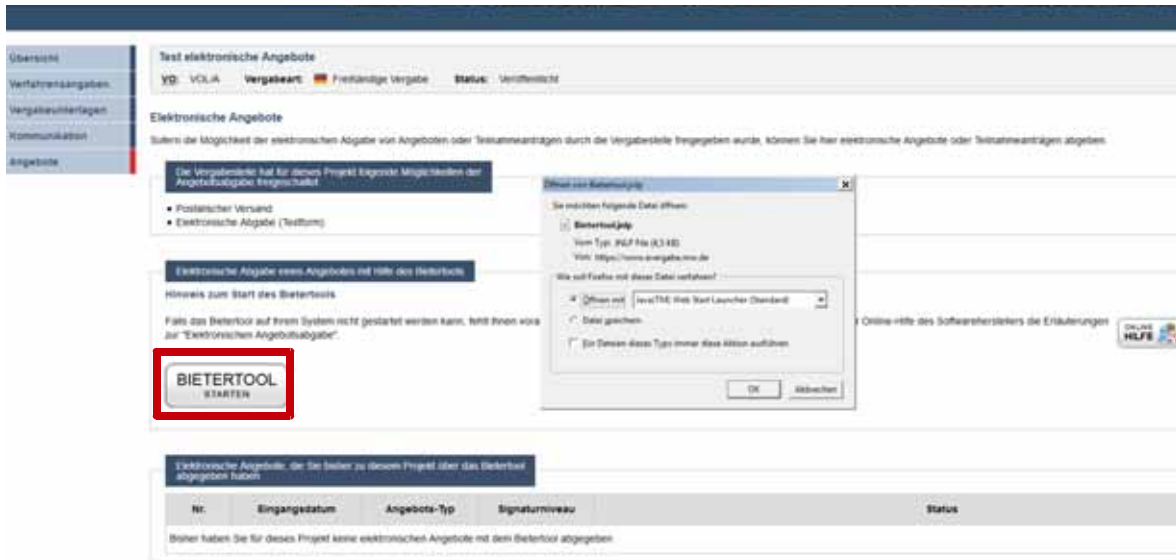 Übersicht
Verfahrensangaben
Vergabeunterlagen
Kommunikation
Angebote
Test elektronische Angebote
VO: VOL/A Vergabeart: Freihändige Vergabe Status: Veröffentlicht
Elektronische Angebote
Sofern die Möglichkeit der elektronischen Abgabe von Angeboten oder Teilnahmeanträgen durch die Vergabestelle freigegeben wurde, können Sie hier elektronische Angebote oder Teilnahmeanträgen abgeben.
Die Vergabestelle hat für dieses Projekt folgende Möglichkeiten der
Angebotsabgabe freigeschaltet
Postalischer Versand
Elektronische Abgabe (Textform)
Elektronische Abgabe eines Angebotes mit Hilfe des Bietertools
Hinweis zum Start des Bietertools
Falls das Bietertool auf Ihrem System nicht gestartet werden kann, fehlt Ihnen vora
Online-Hilfe des Softwareherstellers die Erläuterungen
zur "Elektronischen Angebotsabgabe".
ONLINE
HILFE
BIETERTOOL
STARTEN
Öffnen von Bietertool.jnlp
Sie möchten folgende Datei öffnen:
Bietertool.jnlp
Vom Typ: JNLP File (4,5 KB)
Von: https://www.evergabe.nrw.de
Wie soll Firefox mit dieser Datei verfahren?
Öffnen mit Java(TM) Web Start Launcher (Standard)
Datei speichern
Für Dateien dieses Typs immer diese Aktion ausführen
OK Abbrechen
Elektronische Angebote, die Sie bisher zu diesem Projekt über das Bietertool
abgegeben haben
Nr. Eingangsdatum Angebots-Typ Signaturniveau Status
Bisher haben Sie für dieses Projekt keine elektronischen Angebote mit dem Bietertool abgegeben